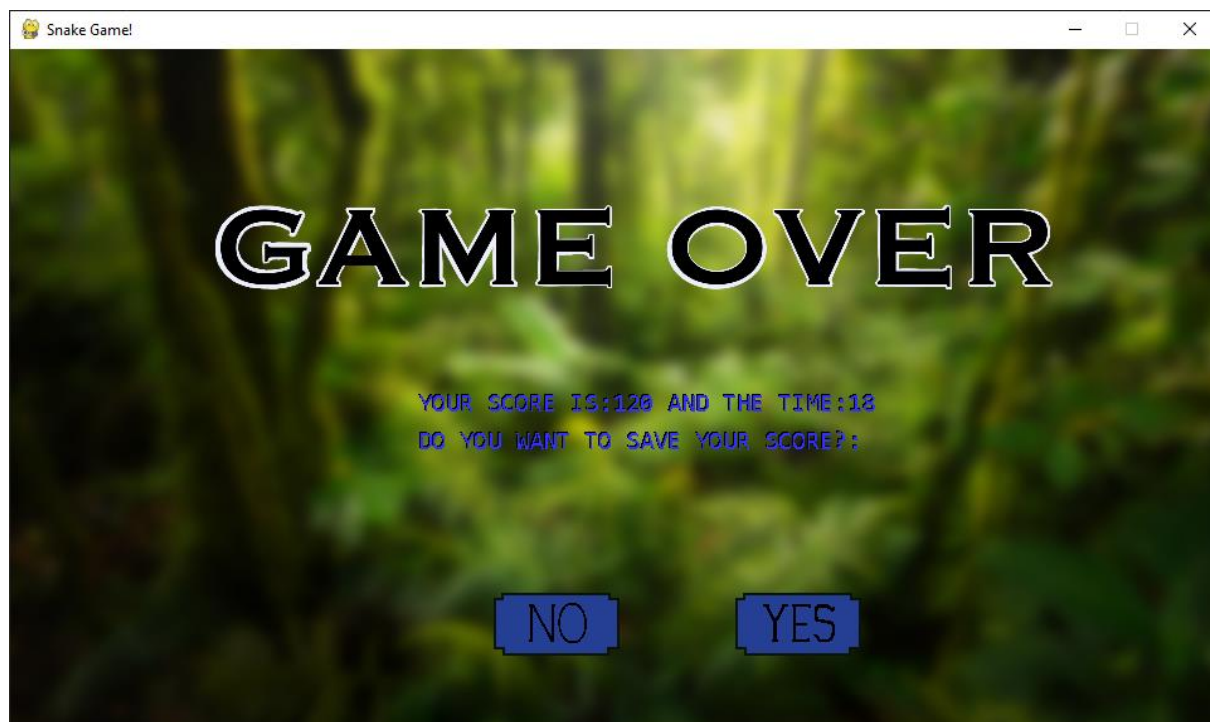 Snake Game!
GAME OVER
YOUR SCORE IS:120 AND THE TIME:18
DO YOU WANT TO SAVE YOUR SCORE?:
NO YES